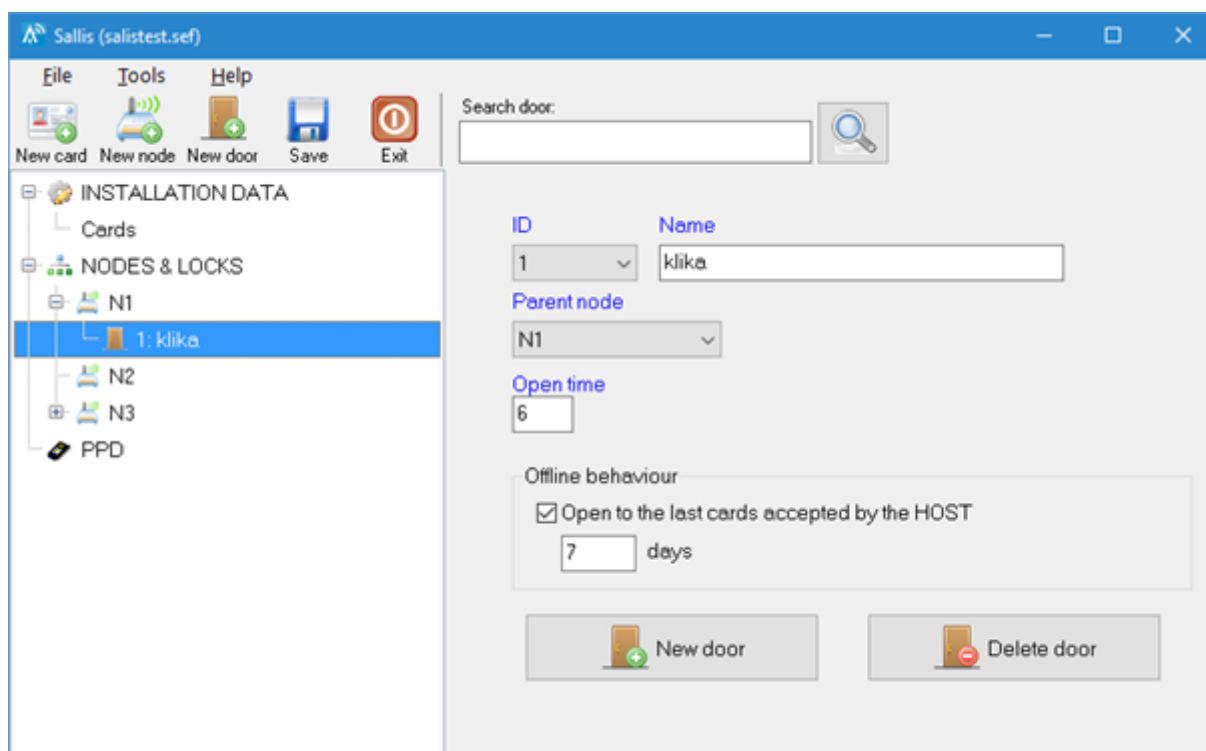 Sallis (salistest.sef)
File Tools Help
New card New node New door Save Exit
Search door:
INSTALLATION DATA
Cards
NODES & LOCKS
N1
1: klika
N2
N3
PPD
ID Name
1 klika
Parent node
N1
Open time
6
Offline behaviour
Open to the last cards accepted by the HOST
7 days
New door Delete door